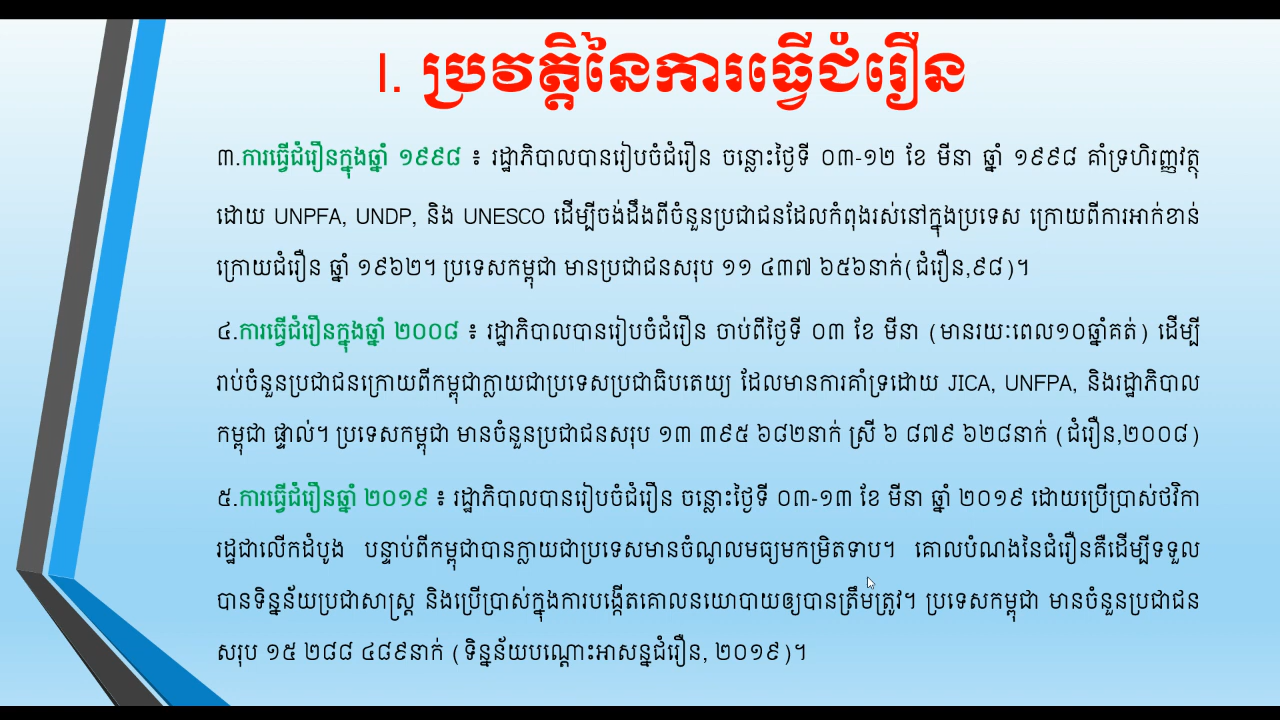 I. ប្រវត្តិនៃការធ្វើជំរឿន
៣.ការធ្វើជំរឿនក្នុងឆ្នាំ ១៩៩៨ ៖ រដ្ឋាភិបាលបានរៀបចំជំរឿន ចន្លោះថ្ងៃទី ០៣-១២ ខែ មីនា ឆ្នាំ ១៩៩៨ គាំទ្រហិរញ្ញវត្ថុ
ដោយ UNPFA, UNDP, និង UNESCO ដើម្បីចង់ដឹងពីចំនួនប្រជាជនដែលកំពុងរស់នៅក្នុងប្រទេស ក្រោយពីការអាក់ខាន់
ក្រោយជំរឿន ឆ្នាំ ១៩៦២។ ប្រទេសកម្ពុជា មានប្រជាជនសរុប ១១ ៤៣៧ ៦៥៦នាក់(ជំរឿន,៩៨)។
៤.ការធ្វើជំរឿនក្នុងឆ្នាំ ២០០៨ ៖ រដ្ឋាភិបាលបានរៀបចំជំរឿន ចាប់ពីថ្ងៃទី ០៣ ខែ មីនា (មានរយៈពេល១០ឆ្នាំគត់) ដើម្បី
រាប់ចំនួនប្រជាជនក្រោយពីកម្ពុជាក្លាយជាប្រទេសប្រជាធិបតេយ្យ ដែលមានការគាំទ្រដោយ JICA, UNFPA, និងរដ្ឋាភិបាល
កម្ពុជា ផ្ទាល់។ ប្រទេសកម្ពុជា មានចំនួនប្រជាជនសរុប ១៣ ៣៩៥ ៦៨២នាក់ ស្រី ៦ ៨៧៩ ៦២៨នាក់ (ជំរឿន,២០០៨)
៥.ការធ្វើជំរឿនឆ្នាំ ២០១៩ ៖ រដ្ឋាភិបាលបានរៀបចំជំរឿន ចន្លោះថ្ងៃទី ០៣-១៣ ខែ មីនា ឆ្នាំ ២០១៩ ដោយប្រើប្រាស់ថវិកា
រដ្ឋជាលើកដំបូង បន្ទាប់ពីកម្ពុជាបានក្លាយជាប្រទេសមានចំណូលមធ្យមកម្រិតទាប។ គោលបំណងនៃជំរឿនគឺដើម្បីទទួល
បានទិន្នន័យប្រជាសាស្ត្រ និងប្រើប្រាស់ក្នុងការបង្កើតគោលនយោបាយឲ្យបានត្រឹមត្រូវ។ ប្រទេសកម្ពុជា មានចំនួនប្រជាជន
សរុប ១៥ ២៨៨ ៤៨៩នាក់ (ទិន្នន័យបណ្តោះអាសន្នជំរឿន, ២០១៩)។